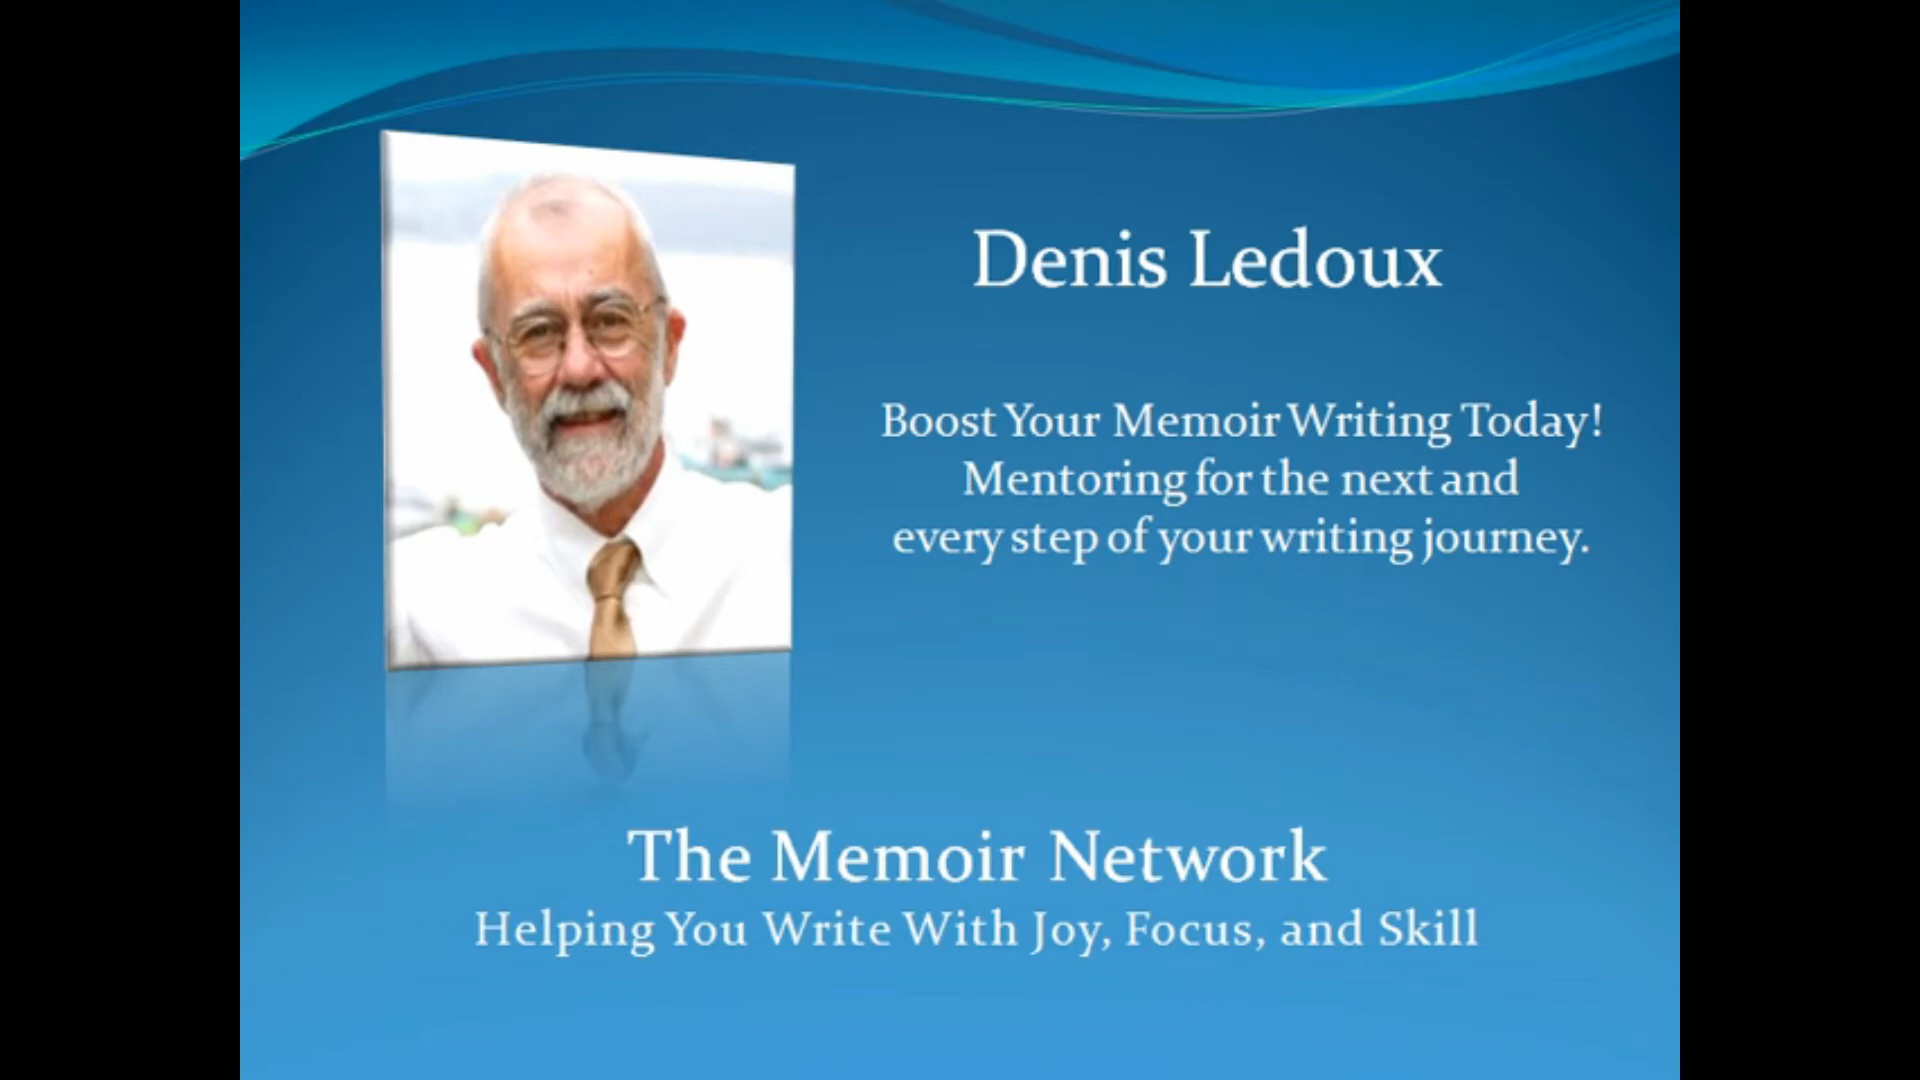 Denis Ledoux
Boost Your Memoir Writing Today!
Mentoring for the next and
every step of your writing journey.
The Memoir Network
Helping You Write With Joy, Focus, and Skill